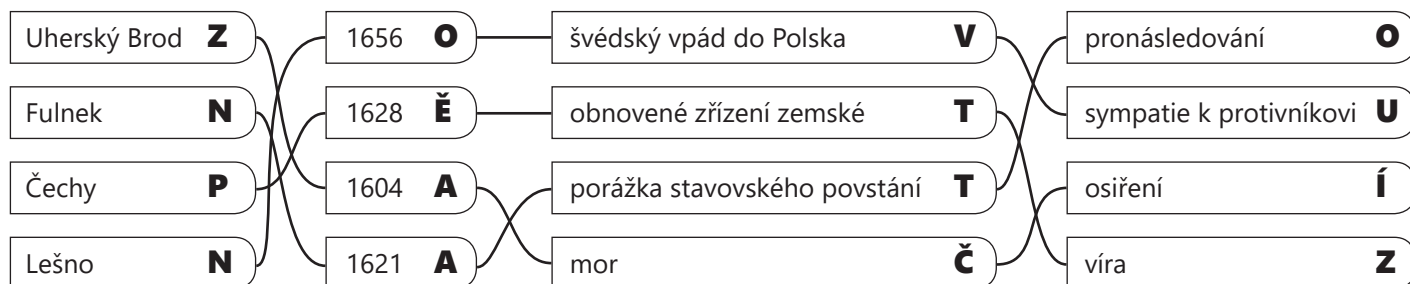 Uherský Brod Z 1656 O švédský vpád do Polska V pronásledování O
Fulnek N 1628 Ě obnovené zřízení zemské T sympatie k protivníkovi U
Čechy P 1604 A porážka stavovského povstání T osiření Í
Lešno N 1621 A mor Č víra Z